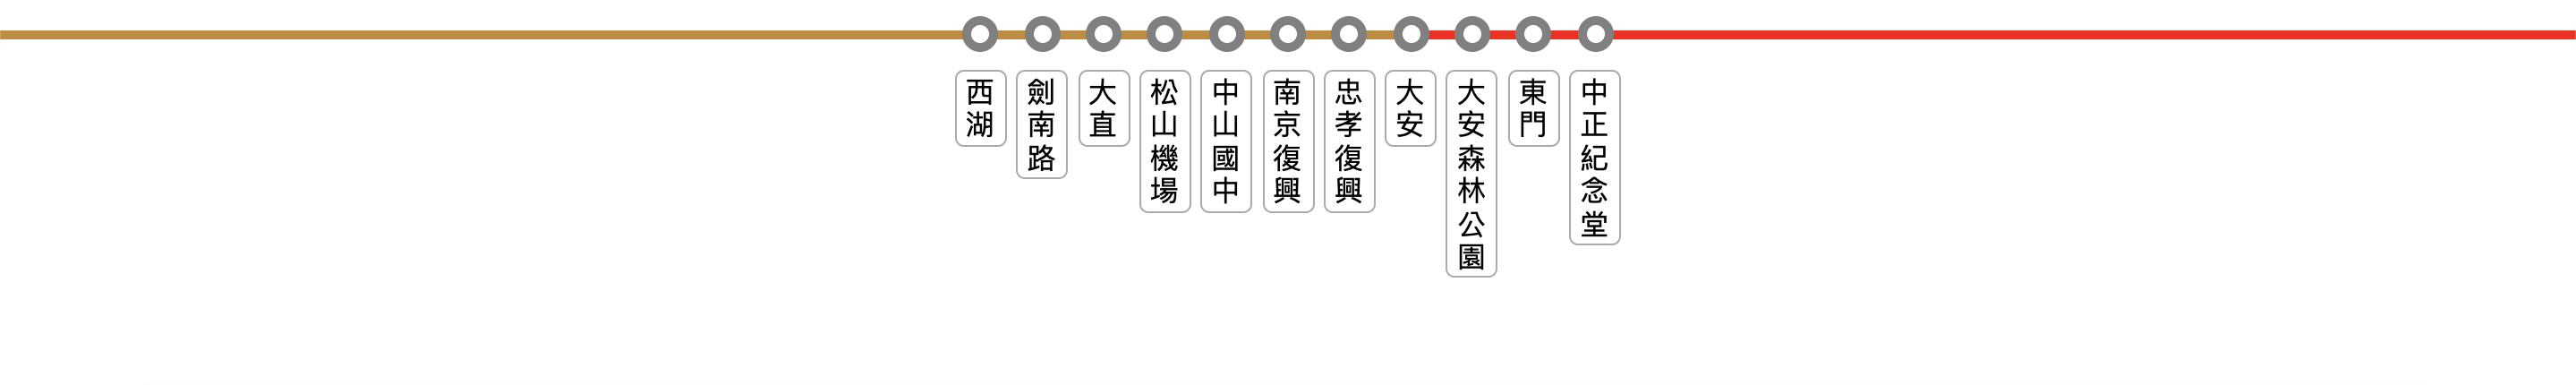 西湖
劍南路
大直
松山機場
中山國中
南京復興
忠孝復興
大安
大安森林公園
東門
中正紀念堂